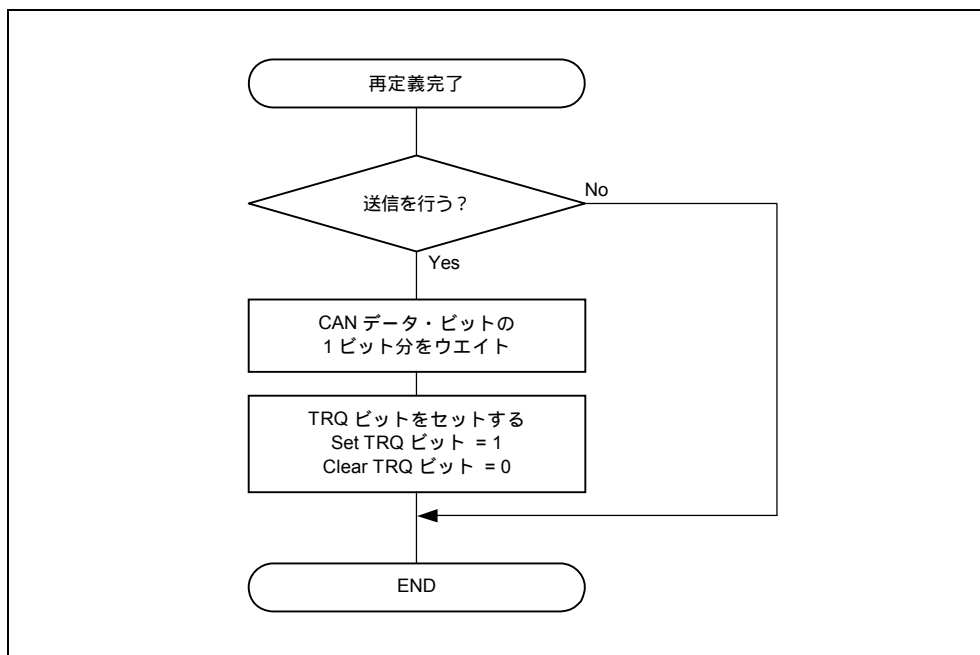 再定義完了
送信を行う？
No
Yes
CAN データ・ビットの
1 ビット分をウエイト
TRQ ビットをセットする
Set TRQ ビット = 1
Clear TRQ ビット = 0
END